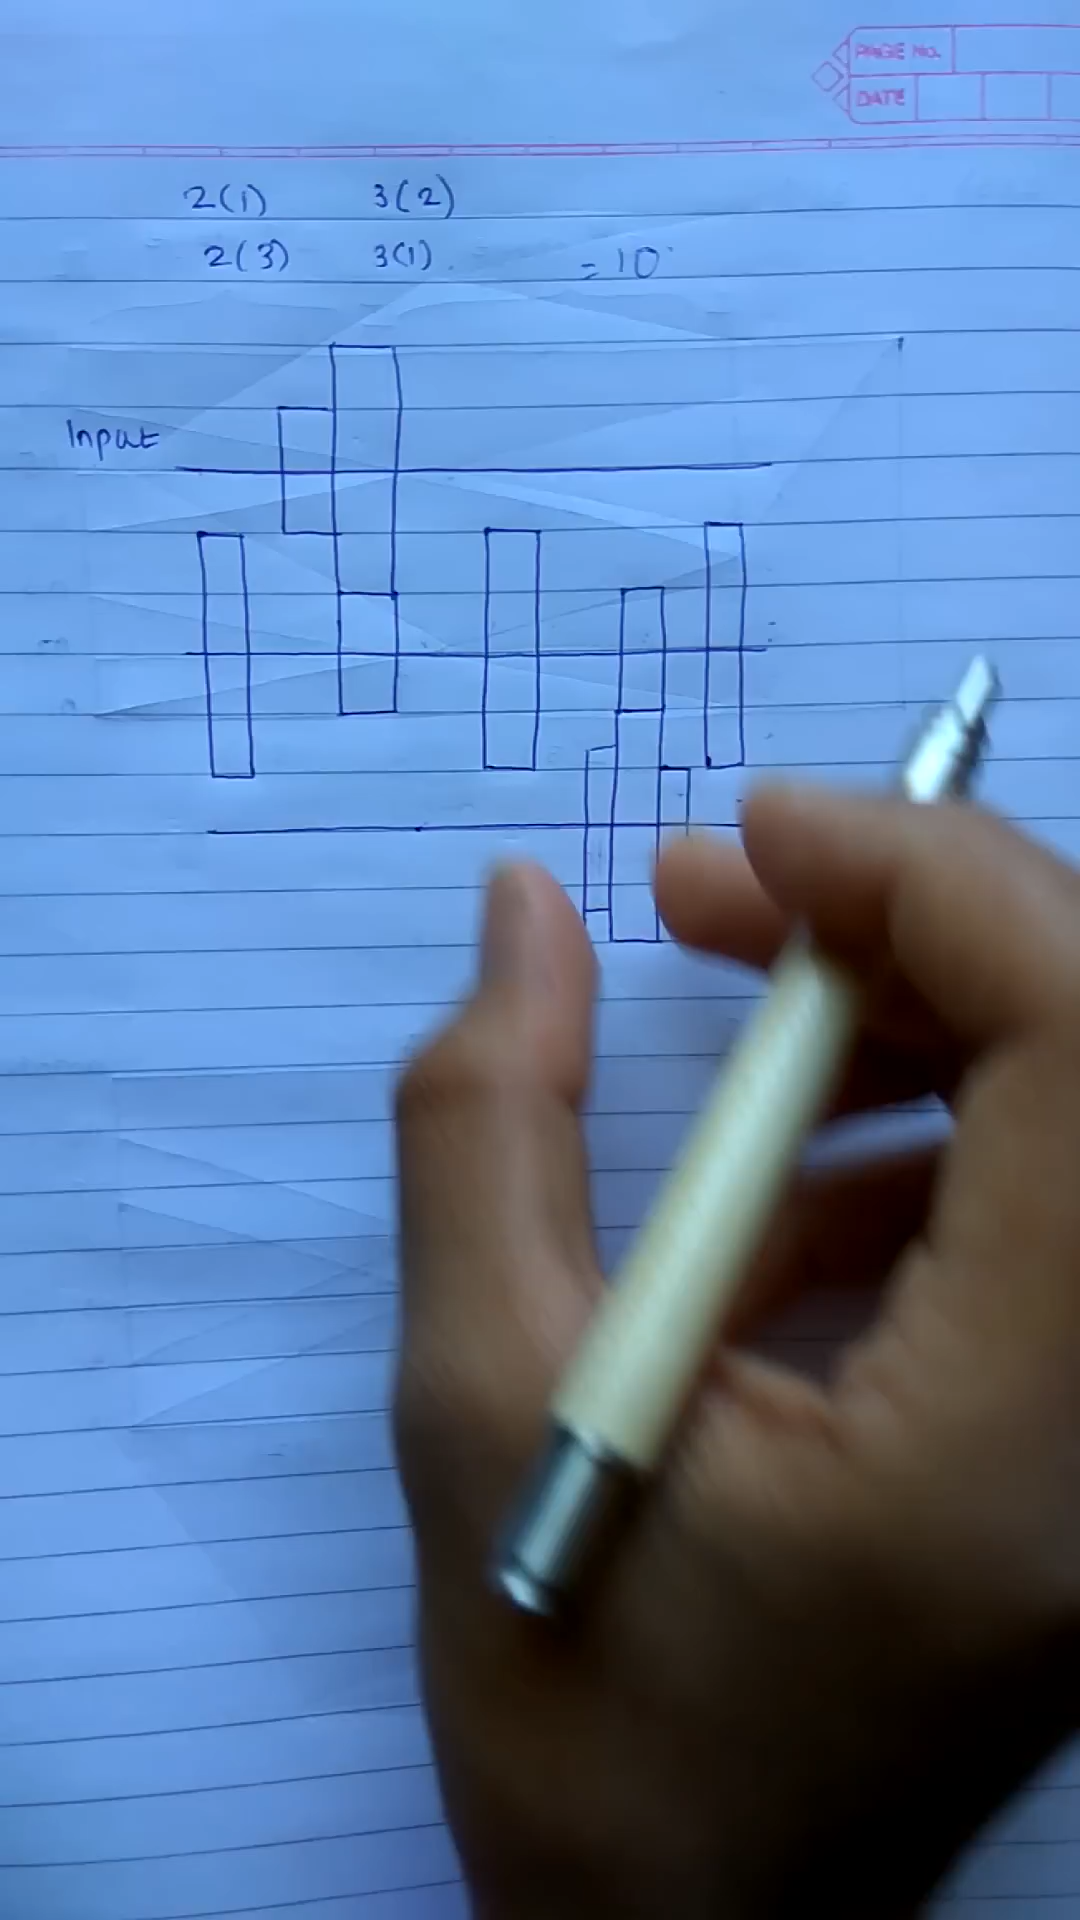 PAGE No.
DATE
2(1) 3(2)
2(3) 3(1) = 10
Input